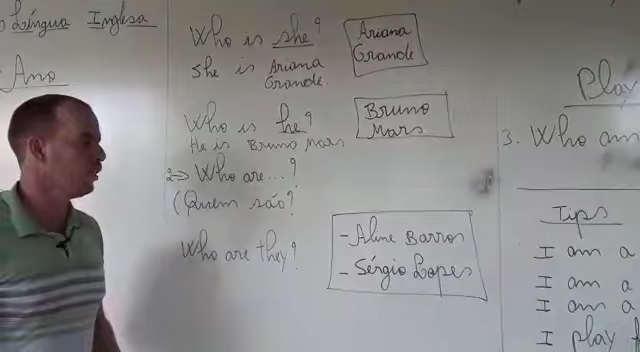 Língua Inglesa
Ano
Who is she?
Ariana
Grande
She is Ariana
Grande.
Who is he?
Bruno
Mars
He is Bruno Mars
2 → Who are...?
(Quem são?
Who are they?
- Aline Barros
- Sérgio Lopes
Play
3. Who am
Tips
I am a
I am a
I am a
I play